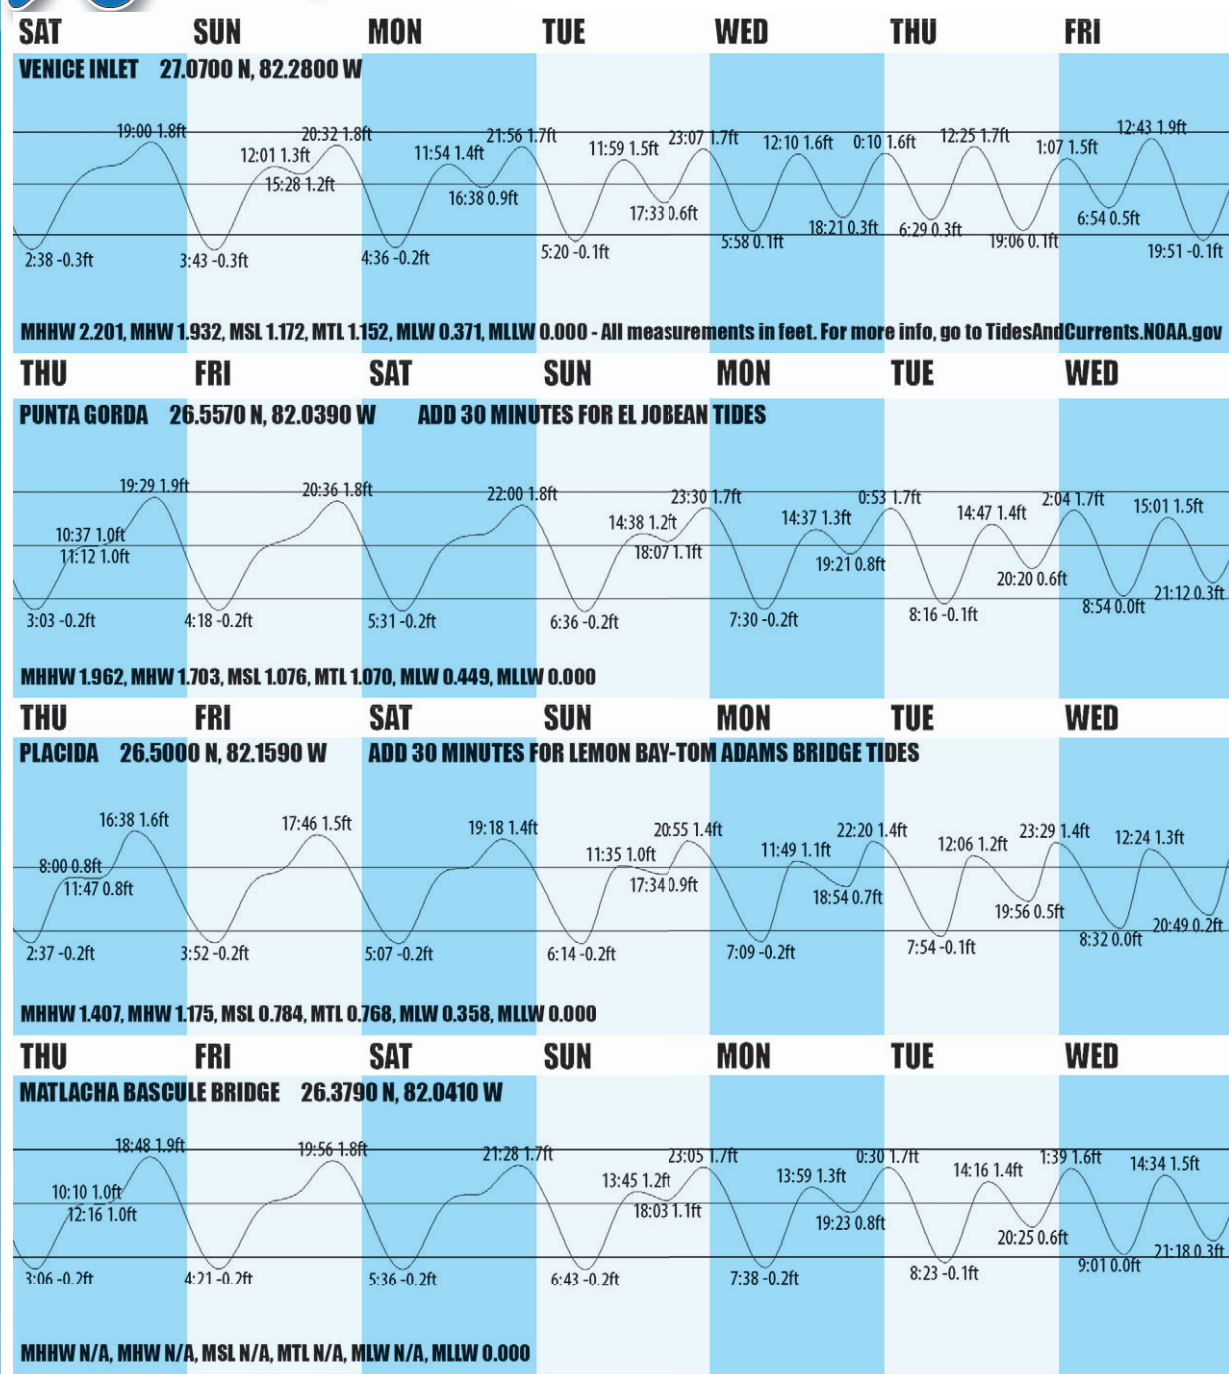 SAT SUN MON TUE WED THU FRI
VENICE INLET 27.0700 N, 82.2800 W
19:00 1.8ft 20:32 1.8ft 21:56 1.7ft 23:07 1.7ft 12:10 1.6ft 0:10 1.6ft 12:25 1.7ft 1:07 1.5ft 12:43 1.9ft
12:01 1.3ft 11:54 1.4ft 11:59 1.5ft
15:28 1.2ft 16:38 0.9ft 17:33 0.6ft 18:21 0.3ft 6:29 0.3ft 6:54 0.5ft
2:38 -0.3ft 3:43 -0.3ft 4:36 -0.2ft 5:20 -0.1ft 5:58 0.1ft 19:06 0.1ft 19:51 -0.1ft
MHHW 2.201, MHW 1.932, MSL 1.172, MTL 1.152, MLW 0.371, MLLW 0.000 - All measurements in feet. For more info, go to TidesAndCurrents.NOAA.gov
THU FRI SAT SUN MON TUE WED
PUNTA GORDA 26.5570 N, 82.0390 W ADD 30 MINUTES FOR EL JOBEAN TIDES
19:29 1.9ft 20:36 1.8ft 22:00 1.8ft 23:30 1.7ft 0:53 1.7ft 2:04 1.7ft 15:01 1.5ft
10:37 1.0ft 14:38 1.2ft 14:37 1.3ft 14:47 1.4ft
11:12 1.0ft 18:07 1.1ft 19:21 0.8ft 20:20 0.6ft 21:12 0.3ft
3:03 -0.2ft 4:18 -0.2ft 5:31 -0.2ft 6:36 -0.2ft 7:30 -0.2ft 8:16 -0.1ft 8:54 0.0ft
MHHW 1.962, MHW 1.703, MSL 1.076, MTL 1.070, MLW 0.449, MLLW 0.000
THU FRI SAT SUN MON TUE WED
PLACIDA 26.5000 N, 82.1590 W ADD 30 MINUTES FOR LEMON BAY-TOM ADAMS BRIDGE TIDES
16:38 1.6ft 17:46 1.5ft 19:18 1.4ft 20:55 1.4ft 22:20 1.4ft 23:29 1.4ft 12:24 1.3ft
8:00 0.8ft 11:35 1.0ft 11:49 1.1ft 12:06 1.2ft
11:47 0.8ft 17:34 0.9ft 18:54 0.7ft 19:56 0.5ft 20:49 0.2ft
2:37 -0.2ft 3:52 -0.2ft 5:07 -0.2ft 6:14 -0.2ft 7:09 -0.2ft 7:54 -0.1ft 8:32 0.0ft
MHHW 1.407, MHW 1.175, MSL 0.784, MTL 0.768, MLW 0.358, MLLW 0.000
THU FRI SAT SUN MON TUE WED
MATLACHA BASCULE BRIDGE 26.3790 N, 82.0410 W
18:48 1.9ft 19:56 1.8ft 21:28 1.7ft 23:05 1.7ft 0:30 1.7ft 1:39 1.6ft 14:34 1.5ft
10:10 1.0ft 13:45 1.2ft 13:59 1.3ft 14:16 1.4ft
12:16 1.0ft 18:03 1.1ft 19:23 0.8ft 20:25 0.6ft 21:18 0.3ft
3:06 -0.2ft 4:21 -0.2ft 5:36 -0.2ft 6:43 -0.2ft 7:38 -0.2ft 8:23 -0.1ft 9:01 0.0ft
MHHW N/A, MHW N/A, MSL N/A, MTL N/A, MLW N/A, MLLW 0.000